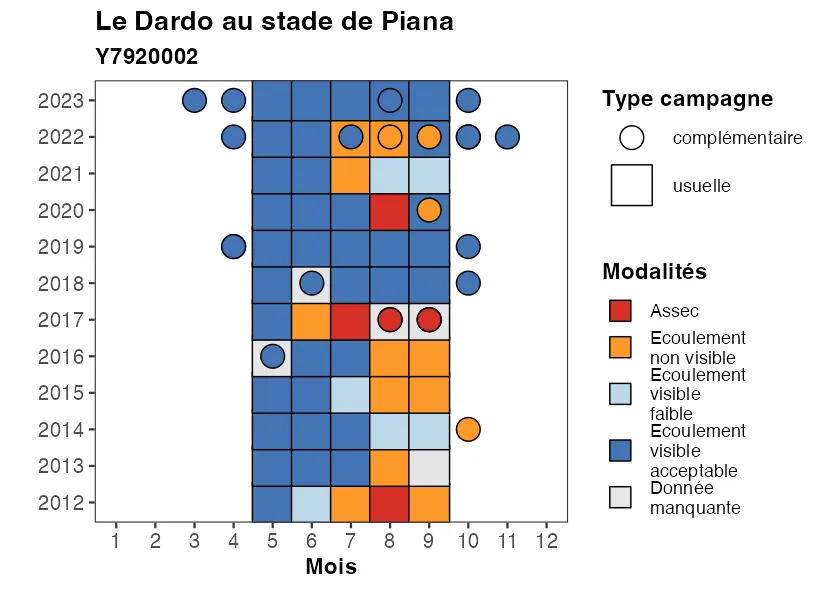 Le Dardo au stade de Piana
Y7920002
2023
2022
2021
2020
2019
2018
2017
2016
2015
2014
2013
2012
1 2 3 4 5 6 7 8 9 10 11 12
Mois
Type campagne
complémentaire
usuelle
Modalités
Assec
Ecoulement
non visible
Ecoulement
visible
faible
Ecoulement
visible
acceptable
Donnée
manquante